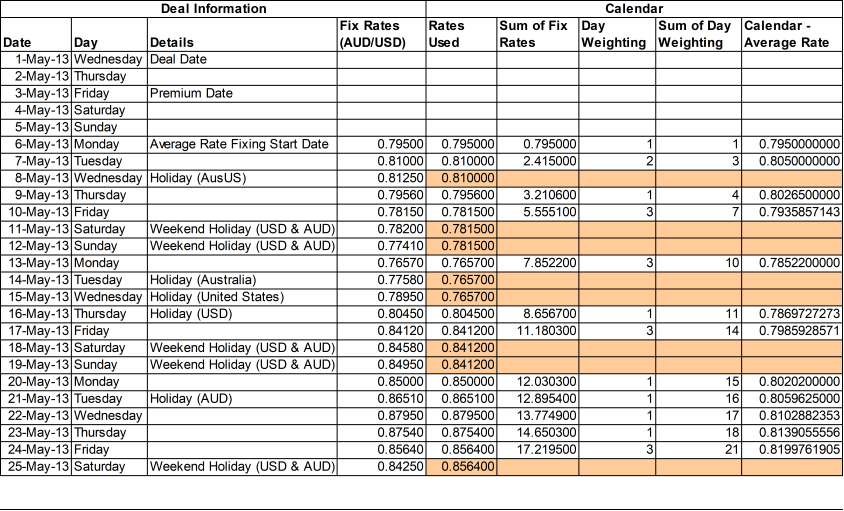 Deal Information Calendar
Fix Rates Rates Sum of Fix Day Sum of Day Calendar -
Date Day Details (AUD/USD) Used Rates Weighting Weighting Average Rate
1-May-13 Wednesday Deal Date
2-May-13 Thursday
3-May-13 Friday Premium Date
4-May-13 Saturday
5-May-13 Sunday
6-May-13 Monday Average Rate Fixing Start Date 0.79500 0.795000 0.795000 1 1 0.7950000000
7-May-13 Tuesday 0.81000 0.810000 2.415000 2 3 0.8050000000
8-May-13 Wednesday Holiday (AusUS) 0.81250 0.810000
9-May-13 Thursday 0.79560 0.795600 3.210600 1 4 0.8026500000
10-May-13 Friday 0.78150 0.781500 5.555100 3 7 0.7935857143
11-May-13 Saturday Weekend Holiday (USD & AUD) 0.78200 0.781500
12-May-13 Sunday Weekend Holiday (USD & AUD) 0.77410 0.781500
13-May-13 Monday 0.76570 0.765700 7.852200 3 10 0.7852200000
14-May-13 Tuesday Holiday (Australia) 0.77580 0.765700
15-May-13 Wednesday Holiday (United States) 0.78950 0.765700
16-May-13 Thursday Holiday (USD) 0.80450 0.804500 8.656700 1 11 0.7869727273
17-May-13 Friday 0.84120 0.841200 11.180300 3 14 0.7985928571
18-May-13 Saturday Weekend Holiday (USD & AUD) 0.84580 0.841200
19-May-13 Sunday Weekend Holiday (USD & AUD) 0.84950 0.841200
20-May-13 Monday 0.85000 0.850000 12.030300 1 15 0.8020200000
21-May-13 Tuesday Holiday (AUD) 0.86510 0.865100 12.895400 1 16 0.8059625000
22-May-13 Wednesday 0.87950 0.879500 13.774900 1 17 0.8102882353
23-May-13 Thursday 0.87540 0.875400 14.650300 1 18 0.8139055556
24-May-13 Friday 0.85640 0.856400 17.219500 3 21 0.8199761905
25-May-13 Saturday Weekend Holiday (USD & AUD) 0.84250 0.856400